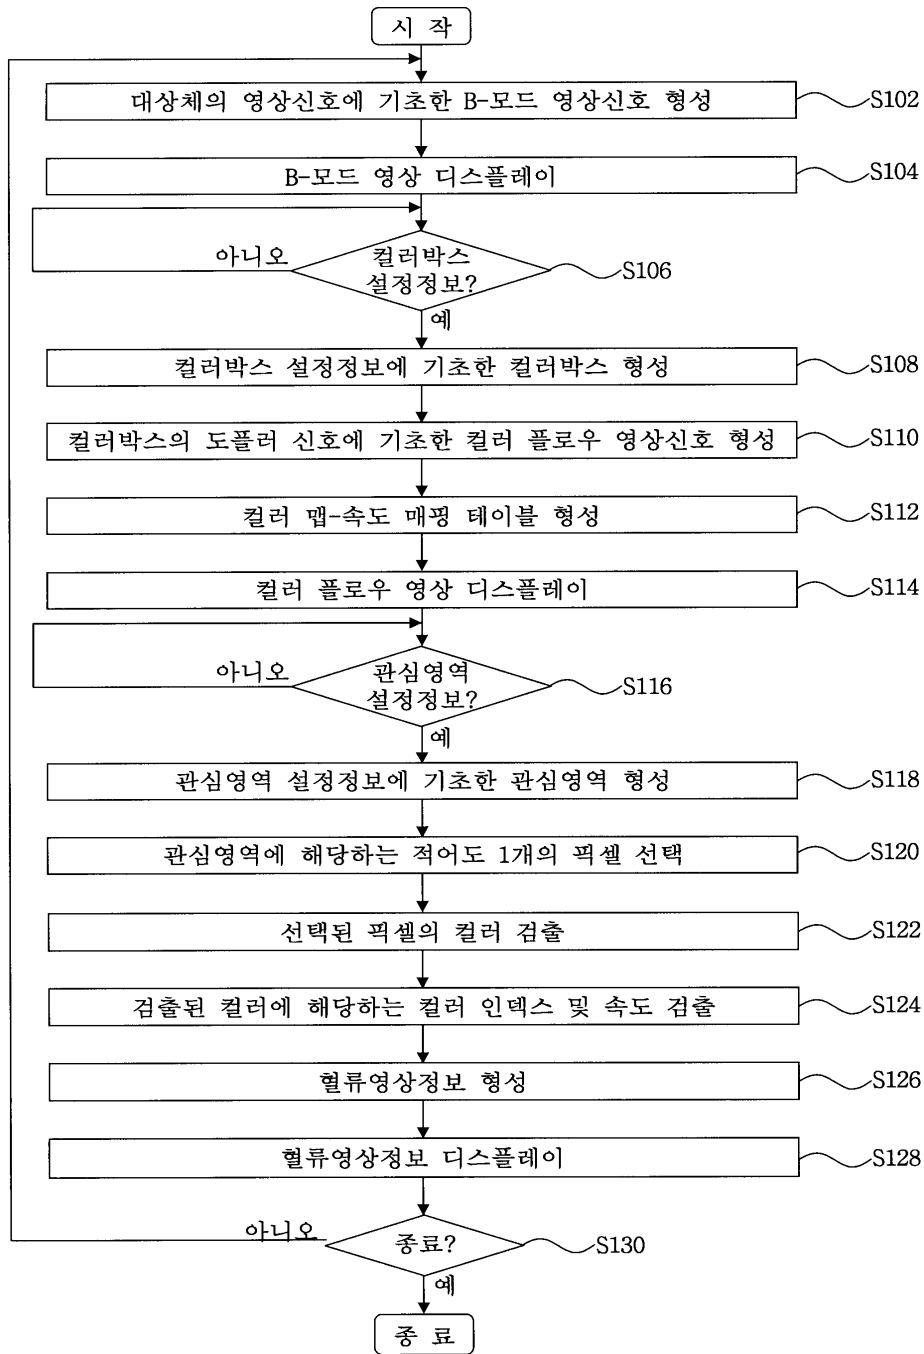 시 작
대상체의 영상신호에 기초한 B-모드 영상신호 형성
S102
B-모드 영상 디스플레이
S104
아니오
컬러박스
설정정보?
S106
예
컬러박스 설정정보에 기초한 컬러박스 형성
S108
컬러박스의 도플러 신호에 기초한 컬러 플로우 영상신호 형성
S110
컬러 맵-속도 매핑 테이블 형성
S112
컬러 플로우 영상 디스플레이
S114
아니오
관심영역
설정정보?
S116
예
관심영역 설정정보에 기초한 관심영역 형성
S118
관심영역에 해당하는 적어도 1개의 픽셀 선택
S120
선택된 픽셀의 컬러 검출
S122
검출된 컬러에 해당하는 컬러 인덱스 및 속도 검출
S124
혈류영상정보 형성
S126
혈류영상정보 디스플레이
S128
아니오
종료?
S130
예
종 료